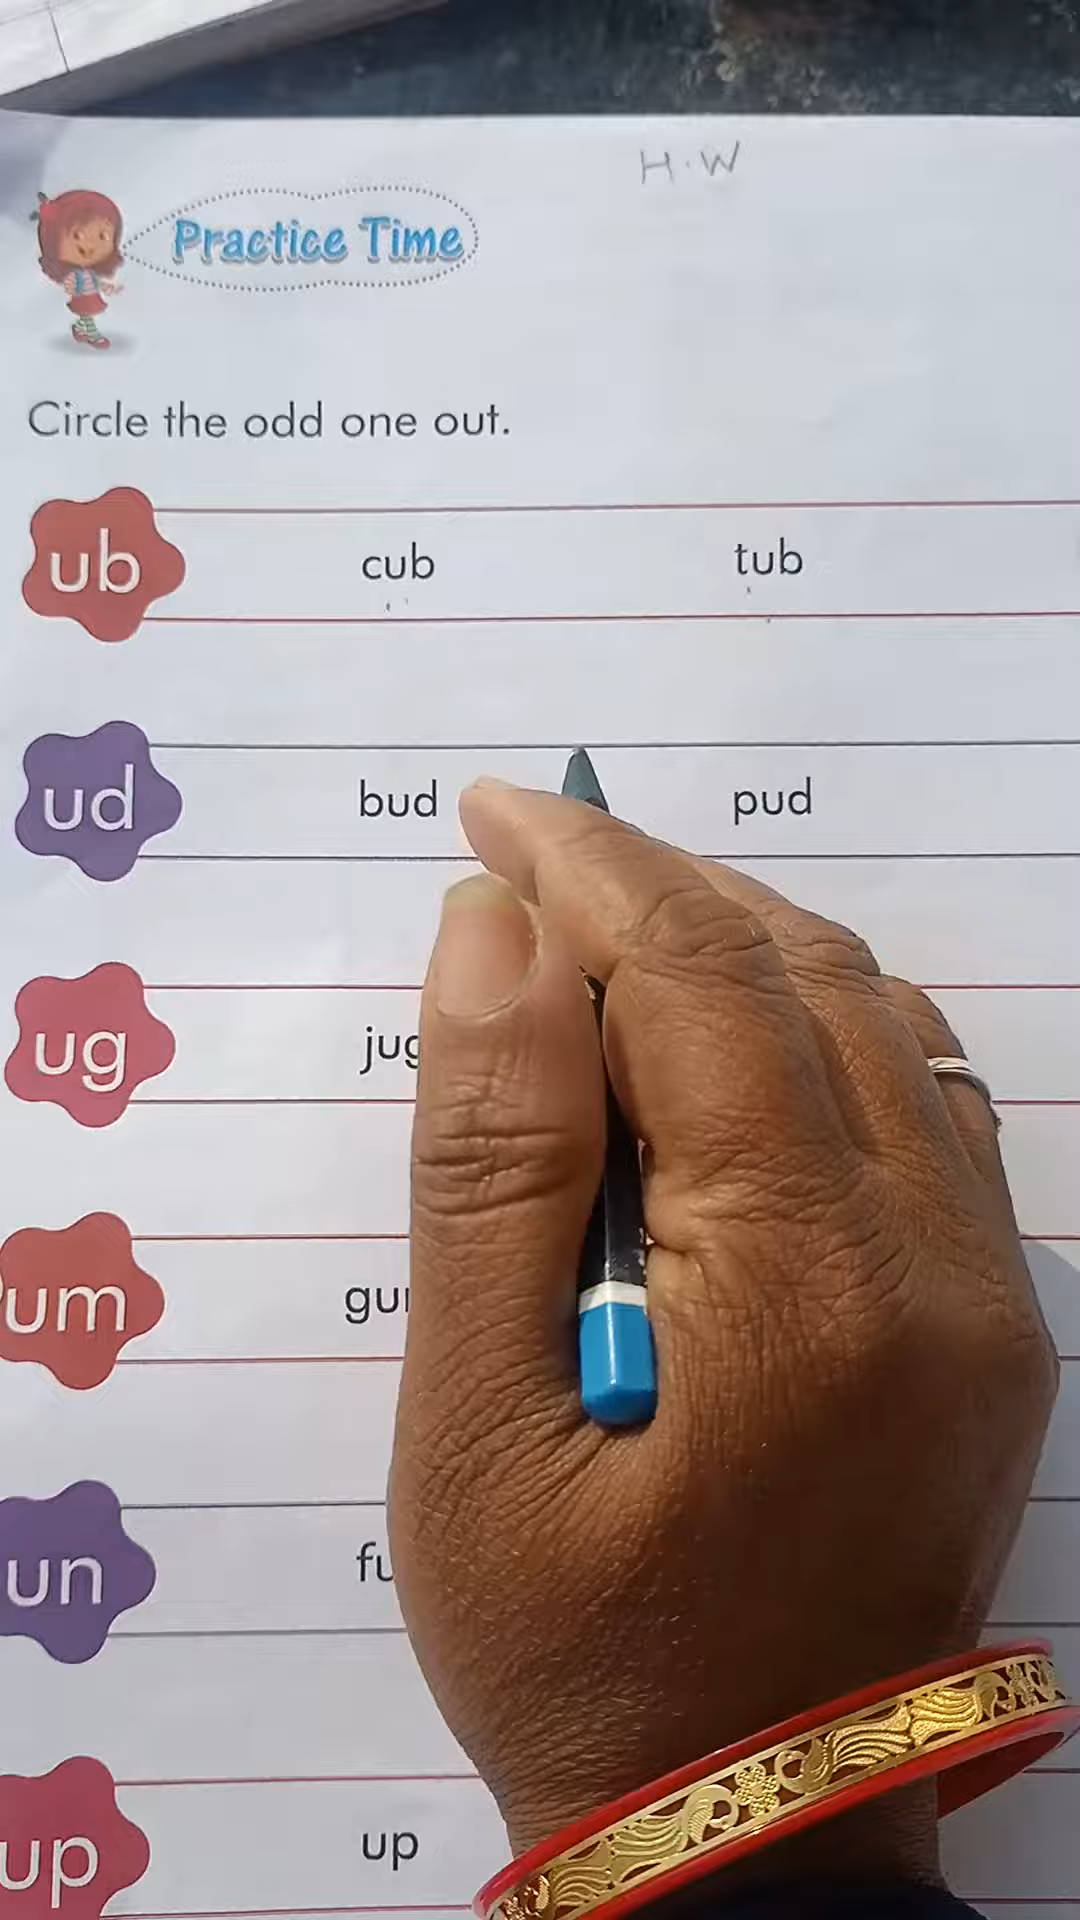 H.W
Practice Time
Circle the odd one out.
ub cub tub
ud bud pud
ug
um
un
up up